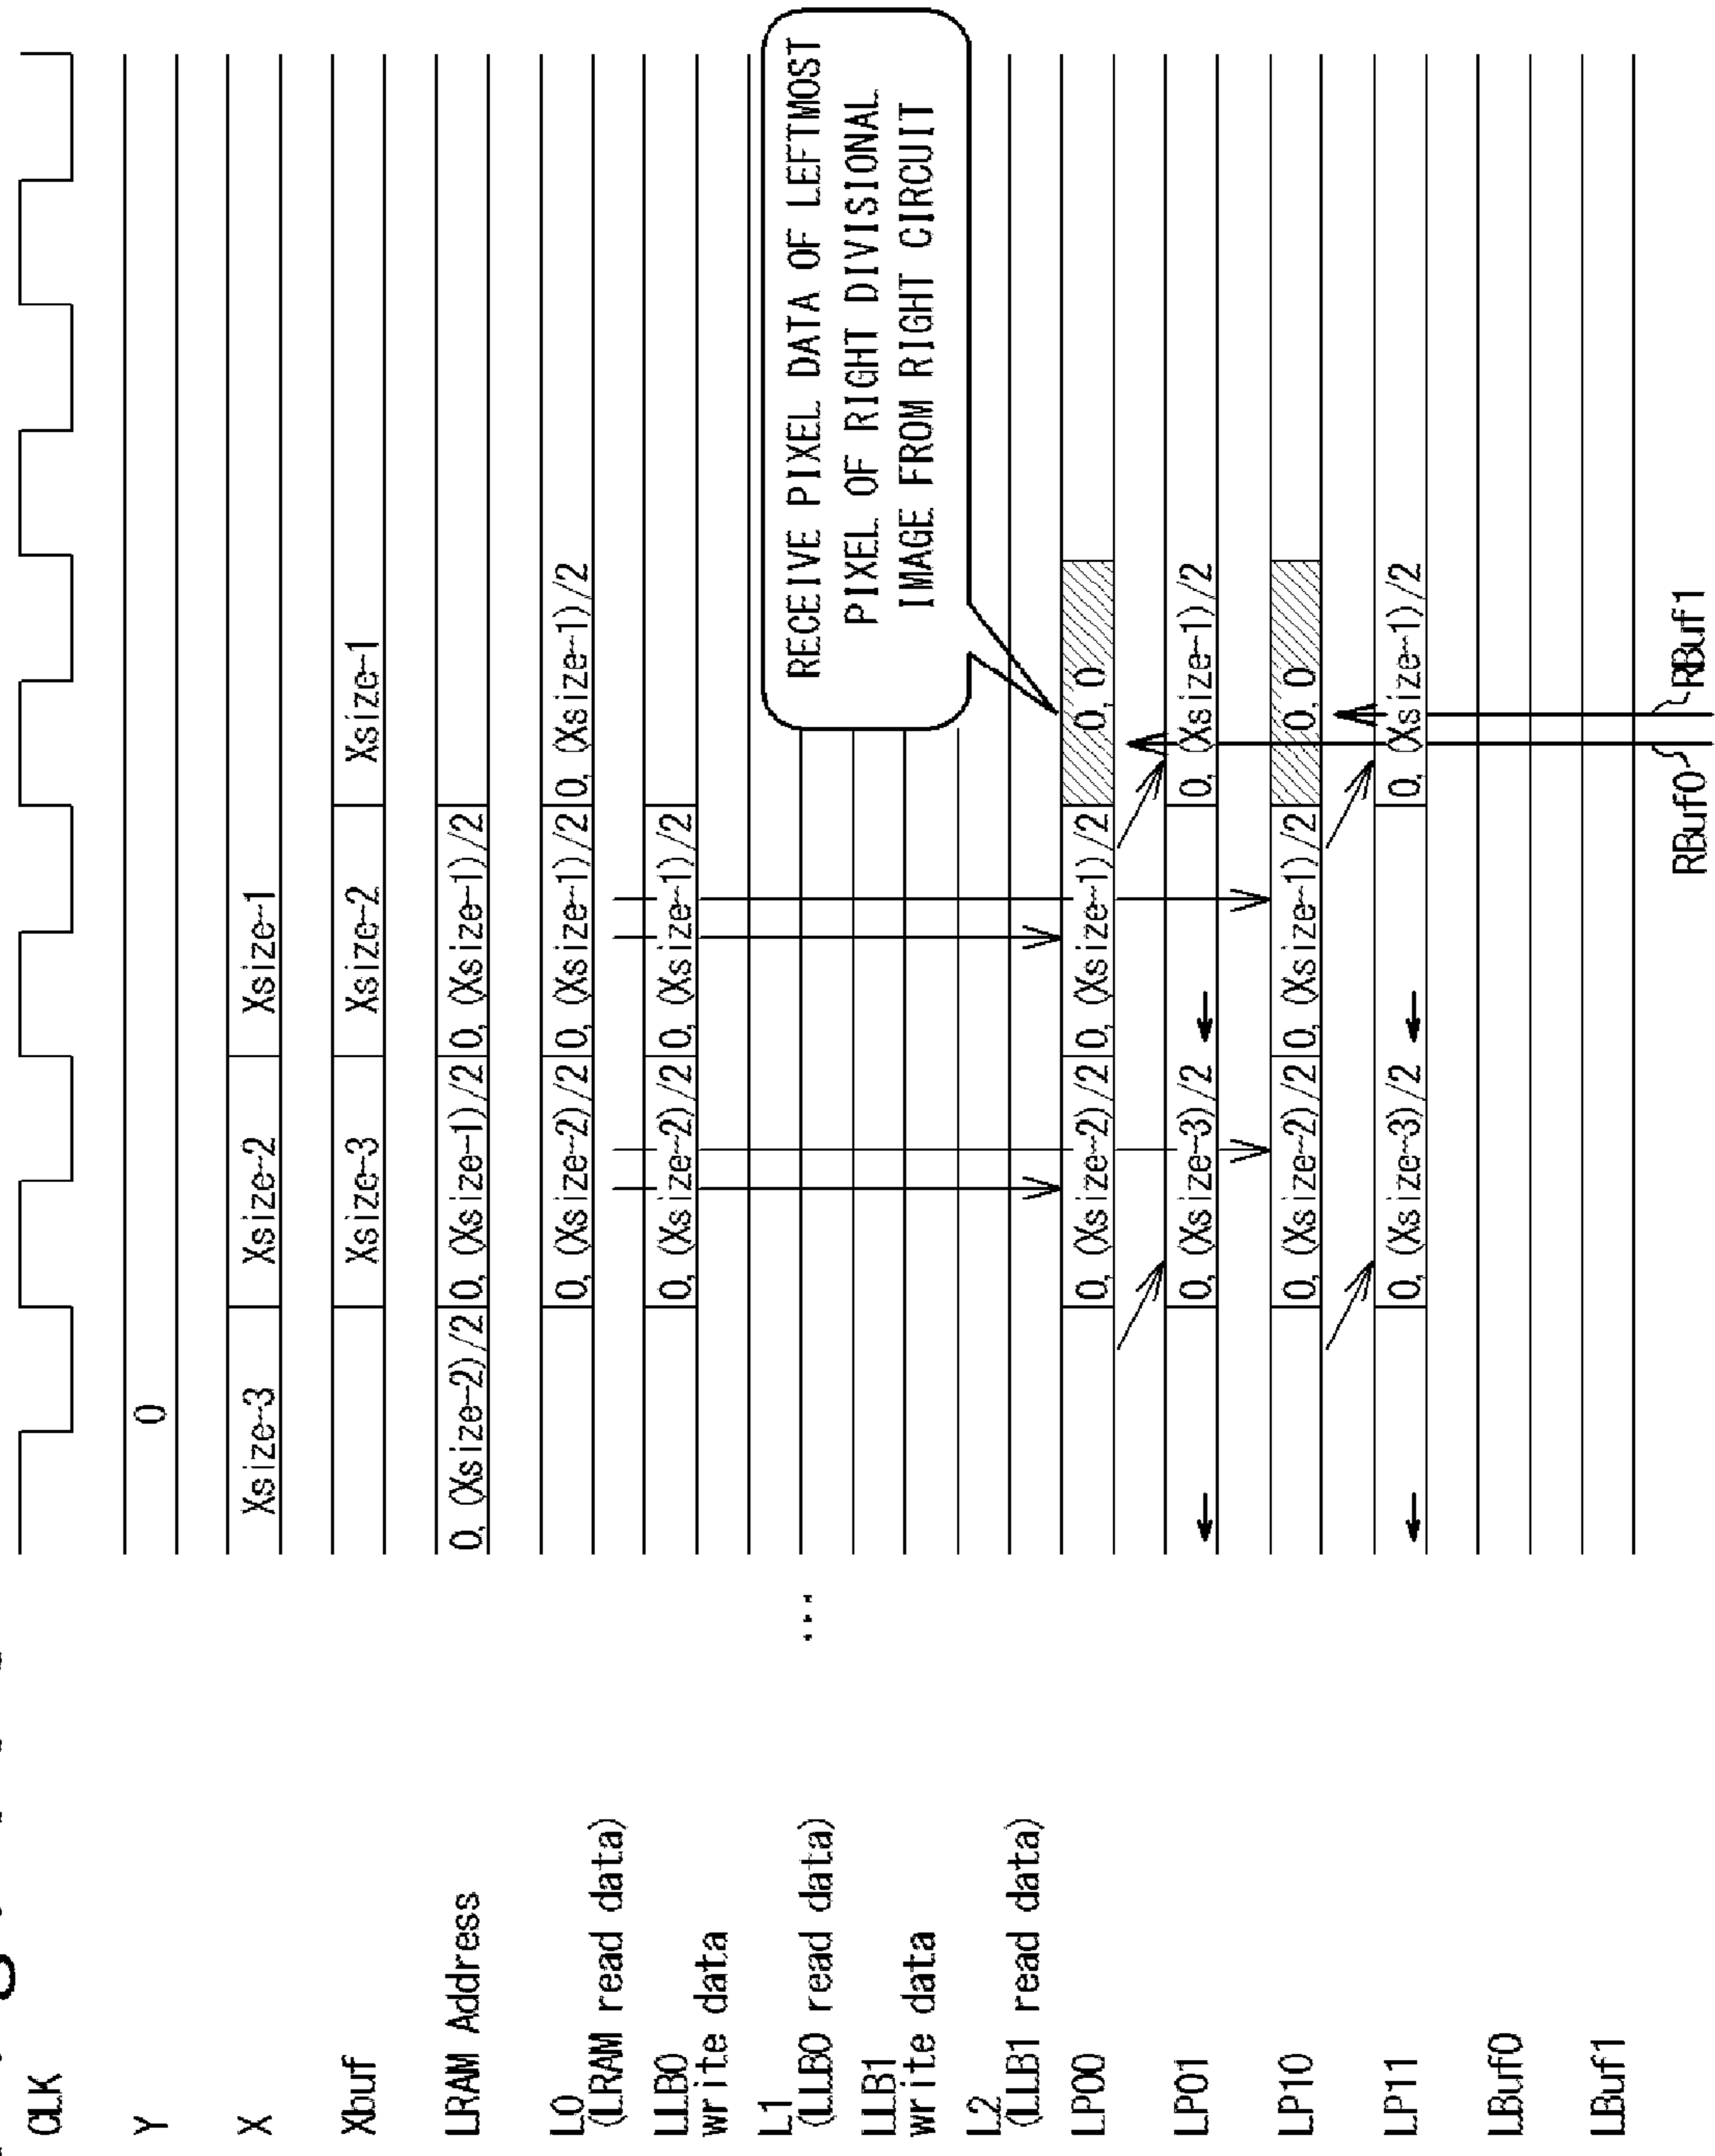 CLK
Y
0
X
Xsize-3
Xsize-2
Xsize-1
Xbuf
Xsize-3
Xsize-2
Xsize-1
LRAM Address
0, (Xsize-2)/2
0, (Xsize-1)/2
0, (Xsize-1)/2
L0
(LRAM read data)
0, (Xsize-2)/2
0, (Xsize-1)/2
0, (Xsize-1)/2
LLB0
write data
0, (Xsize-2)/2
0, (Xsize-1)/2
L1
(LLB0 read data)
...
LLB1
write data
L2
(LLB1 read data)
RECEIVE PIXEL DATA OF LEFTMOST
PIXEL OF RIGHT DIVISIONAL
IMAGE FROM RIGHT CIRCUIT
LP00
0, (Xsize-2)/2
0, (Xsize-1)/2
0, 0
LP01
0, (Xsize-3)/2
0, (Xsize-1)/2
LP10
0, (Xsize-2)/2
0, (Xsize-1)/2
0, 0
LP11
0, (Xsize-3)/2
0, (Xsize-1)/2
LBuf0
LBuf1
RBuf0
RBuf1